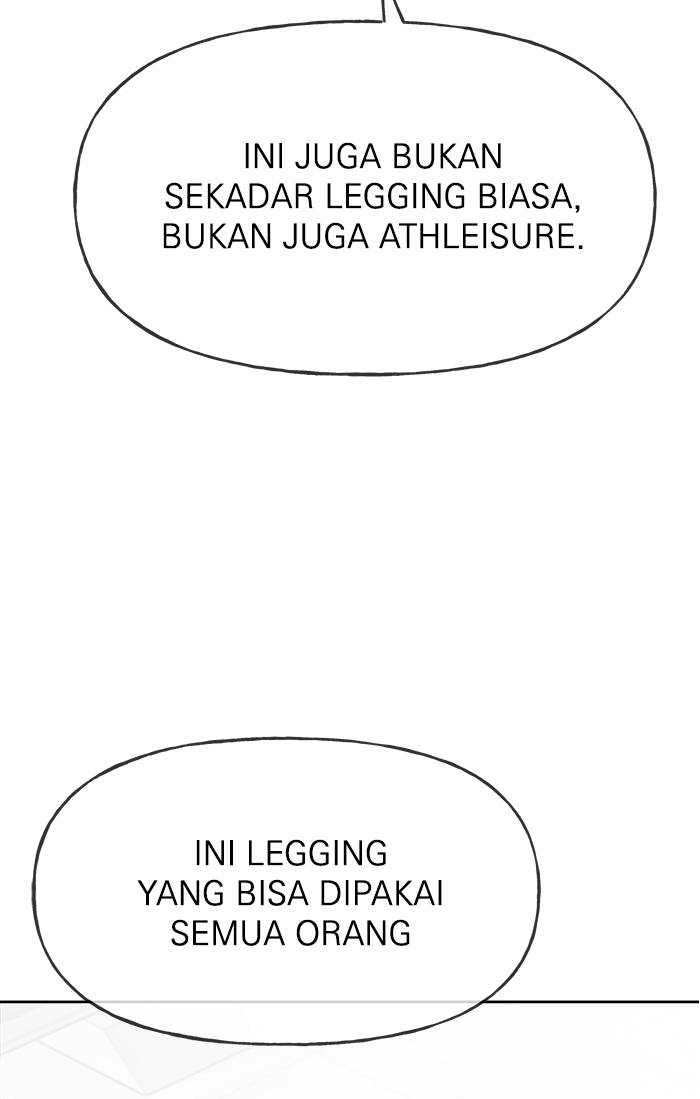 INI JUGA BUKAN
SEKADAR LEGGING BIASA,
BUKAN JUGA ATHLEISURE.
INI LEGGING
YANG BISA DIPAKAI
SEMUA ORANG